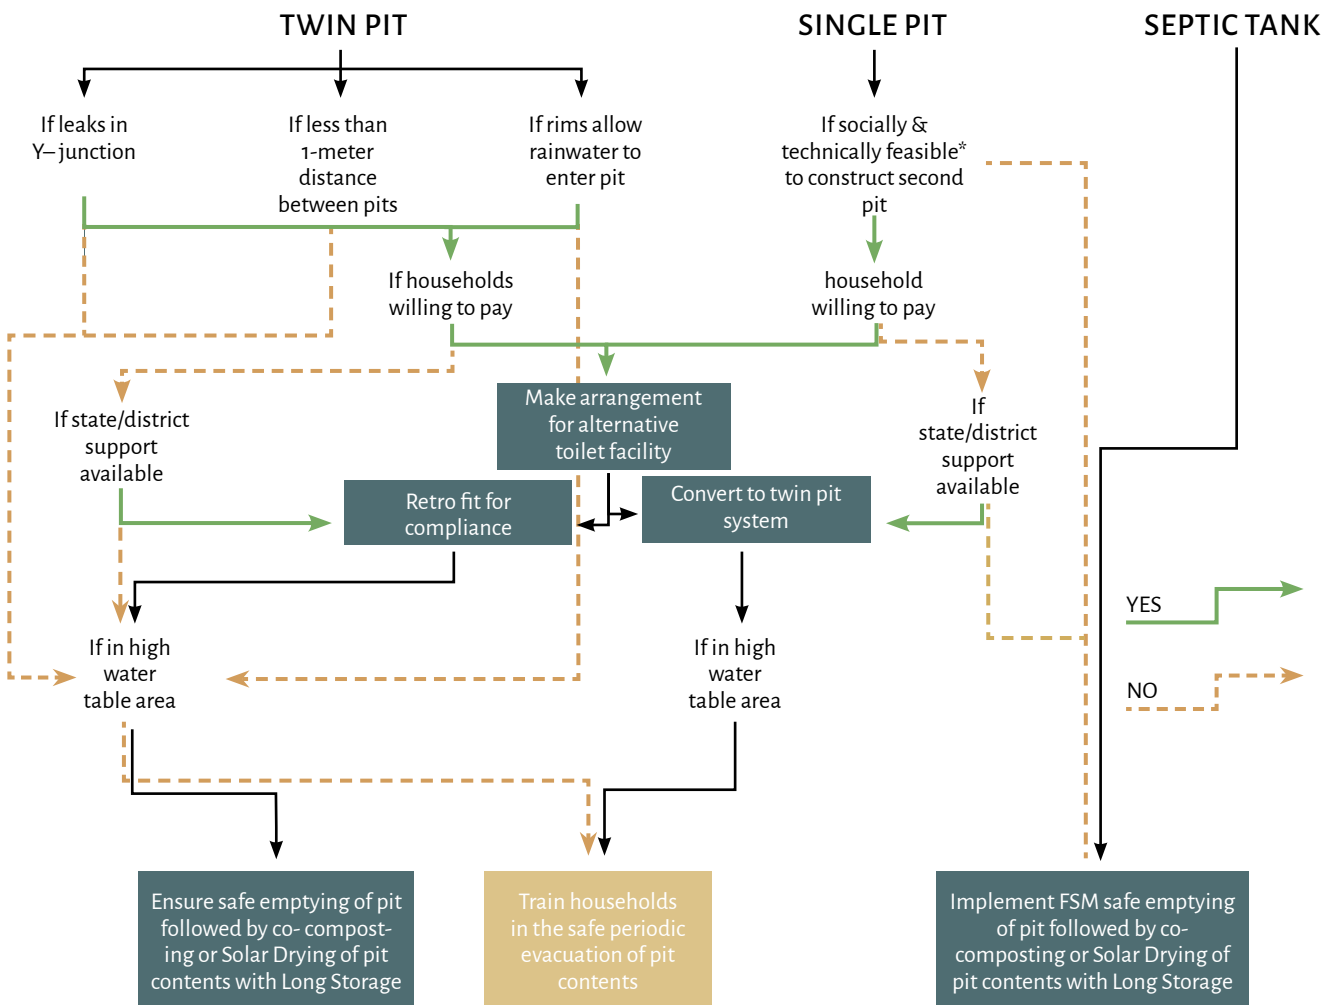 TWIN PIT
SINGLE PIT
SEPTIC TANK
If leaks in
Y– junction
If less than
1-meter
distance
between pits
If rims allow
rainwater to
enter pit
If socially &
technically feasible*
to construct second
pit
If households
willing to pay
household
willing to pay
If state/district
support
available
Make arrangement
for alternative
toilet facility
If
state/district
support
available
Retro fit for
compliance
Convert to twin pit
system
YES
NO
If in high
water
table area
If in high
water
table area
Ensure safe emptying of pit
followed by co- compost-
ing or Solar Drying of pit
contents with Long Storage
Train households
in the safe periodic
evacuation of pit
contents
Implement FSM safe emptying
of pit followed by co-
composting or Solar Drying of
pit contents with Long Storage